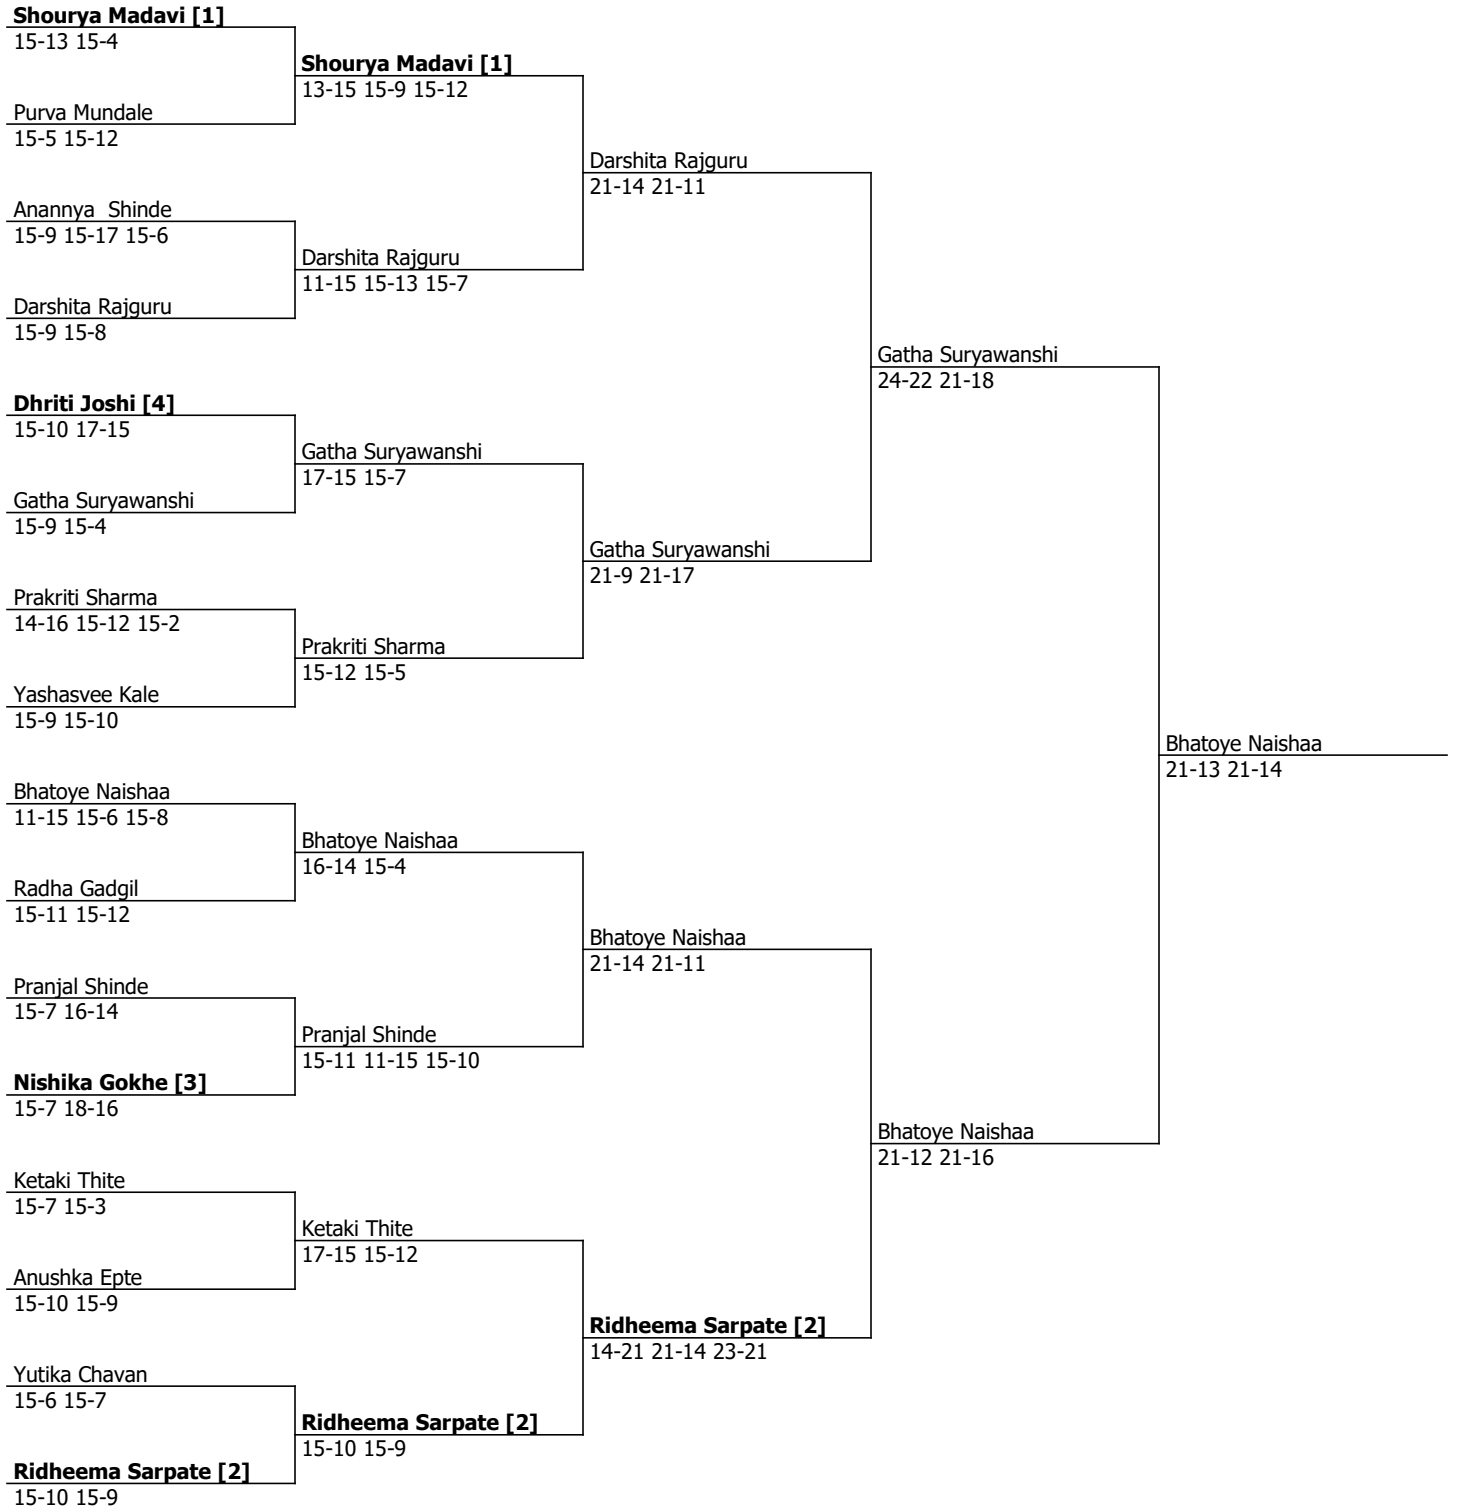 Shourya Madavi [1]
15-13 15-4
Shourya Madavi [1]
13-15 15-9 15-12
Purva Mundale
15-5 15-12
Darshita Rajguru
21-14 21-11
Anannya  Shinde
15-9 15-17 15-6
Darshita Rajguru
11-15 15-13 15-7
Darshita Rajguru
15-9 15-8
Gatha Suryawanshi
24-22 21-18
Dhriti Joshi [4]
15-10 17-15
Gatha Suryawanshi
17-15 15-7
Gatha Suryawanshi
15-9 15-4
Gatha Suryawanshi
21-9 21-17
Prakriti Sharma
14-16 15-12 15-2
Prakriti Sharma
15-12 15-5
Yashasvee Kale
15-9 15-10
Bhatoye Naishaa
21-13 21-14
Bhatoye Naishaa
11-15 15-6 15-8
Bhatoye Naishaa
16-14 15-4
Radha Gadgil
15-11 15-12
Bhatoye Naishaa
21-14 21-11
Pranjal Shinde
15-7 16-14
Pranjal Shinde
15-11 11-15 15-10
Nishika Gokhe [3]
15-7 18-16
Bhatoye Naishaa
21-12 21-16
Ketaki Thite
15-7 15-3
Ketaki Thite
17-15 15-12
Anushka Epte
15-10 15-9
Ridheema Sarpate [2]
14-21 21-14 23-21
Yutika Chavan
15-6 15-7
Ridheema Sarpate [2]
15-10 15-9
Ridheema Sarpate [2]
15-10 15-9